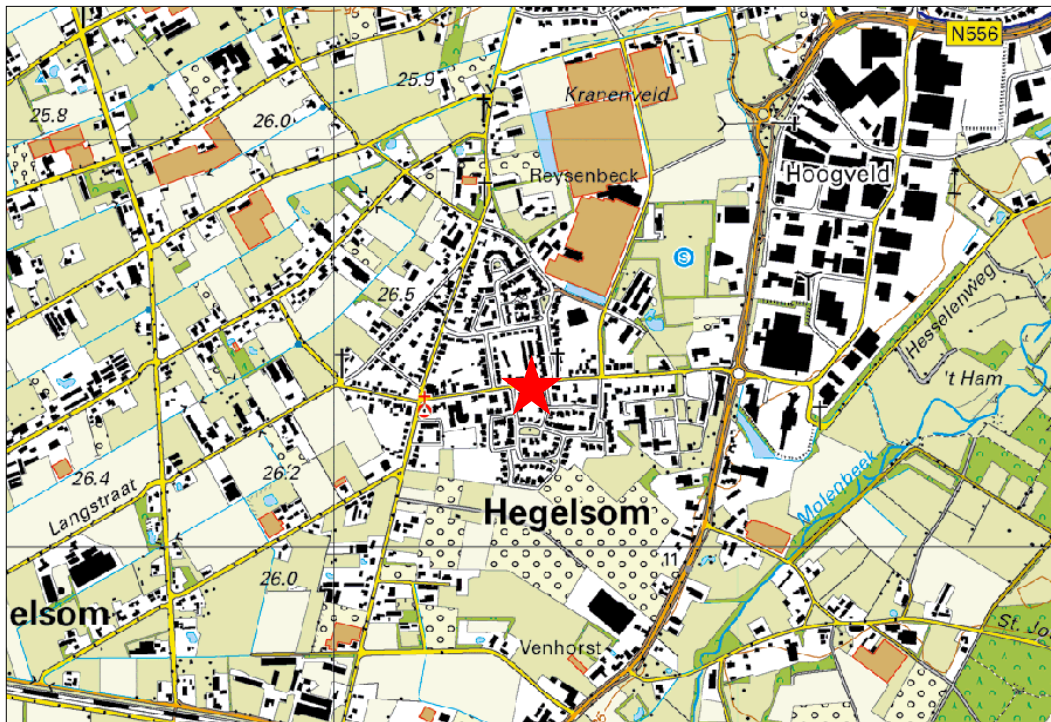 N556
25.9
Kranenveld
25.8
26.0
Reysenbeck
Hoogveld
S
26.5
Hesselenweg
't Ham
26.4
26.2
Langstraat
Molenbeek
Hegelsom
26.0
11
elsom
Venhorst
St. Jo